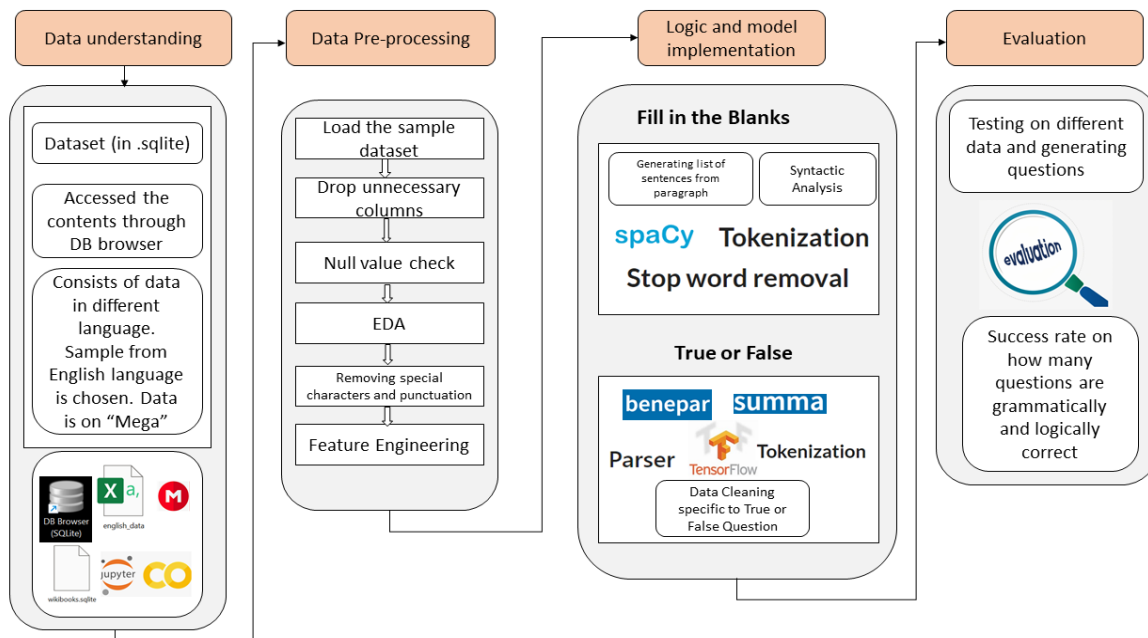 Data understanding
Dataset (in .sqlite)
Accessed the
contents through
DB browser
Consists of data
in different
language.
Sample from
English language
is chosen. Data
is on “Mega”
DB Browser
(SQLite)
X a,
english_data
M
wikibooks.sqlite
jupyter
CO
Data Pre-processing
Load the sample
dataset
Drop unnecessary
columns
Null value check
EDA
Removing special
characters and punctuation
Feature Engineering
Logic and model
implementation
Fill in the Blanks
Generating list of
sentences from
paragraph
Syntactic
Analysis
spaCy
Tokenization
Stop word removal
True or False
benepar
summa
Parser
TensorFlow
Tokenization
Data Cleaning
specific to True or
False Question
Evaluation
Testing on different
data and generating
questions
evaluation
Success rate on
how many
questions are
grammatically
and logically
correct